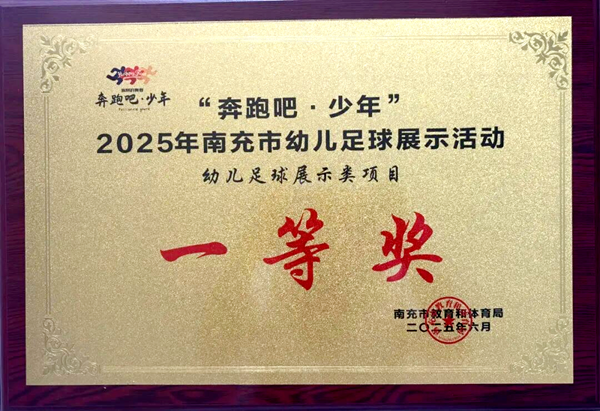 奔跑吧·少年
“奔跑吧·少年”
2025年南充市幼儿足球展示活动
幼儿足球展示类项目
一等奖
南充市教育和体育局
二〇二五年六月